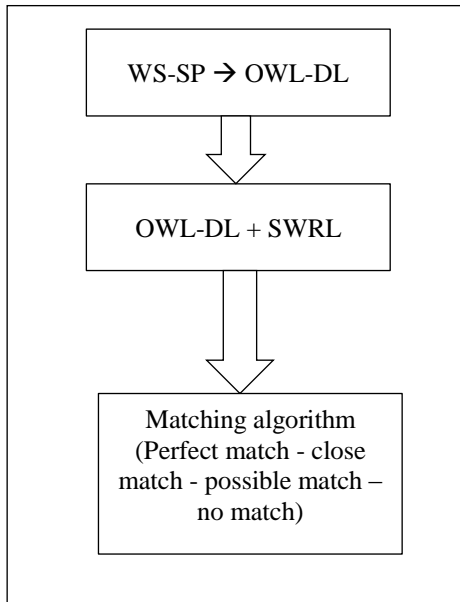 WS-SP → OWL-DL
OWL-DL + SWRL
Matching algorithm
(Perfect match - close
match - possible match –
no match)